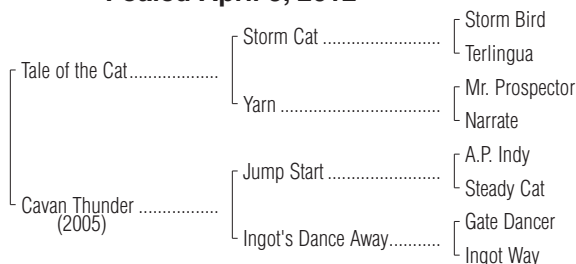 Foaled April 2012
Storm Bird
Storm Cat........................
Terlingua
Tale of the Cat...................
Mr. Prospector
Yarn ..................................
Narrate
A.P. Indy
Jump Start ........................
Steady Cat
Cavan Thunder .................
(2005)
Gate Dancer
Ingot's Dance Away...........
Ingot Way